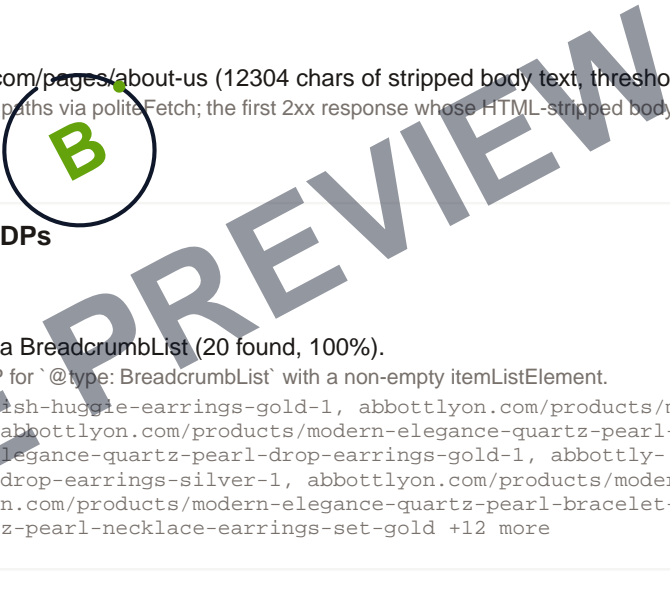 com/pages/about-us (12304 chars of stripped body text, thresho
paths via politeFetch; the first 2xx response whose HTML-stripped body
B
DPs
PREVIEW
a BreadcrumbList (20 found, 100%).
for `@type: BreadcrumbList` with a non-empty itemListElement.
ish-huggie-earrings-gold-1, abbottlyon.com/products/
abbottlyon.com/products/modern-elegance-quartz-pearl-
legance-quartz-pearl-drop-earrings-gold-1, abbottly-
drop-earrings-silver-1, abbottlyon.com/products/moder
n.com/products/modern-elegance-quartz-pearl-bracelet-
z-pearl-necklace-earrings-set-gold +12 more